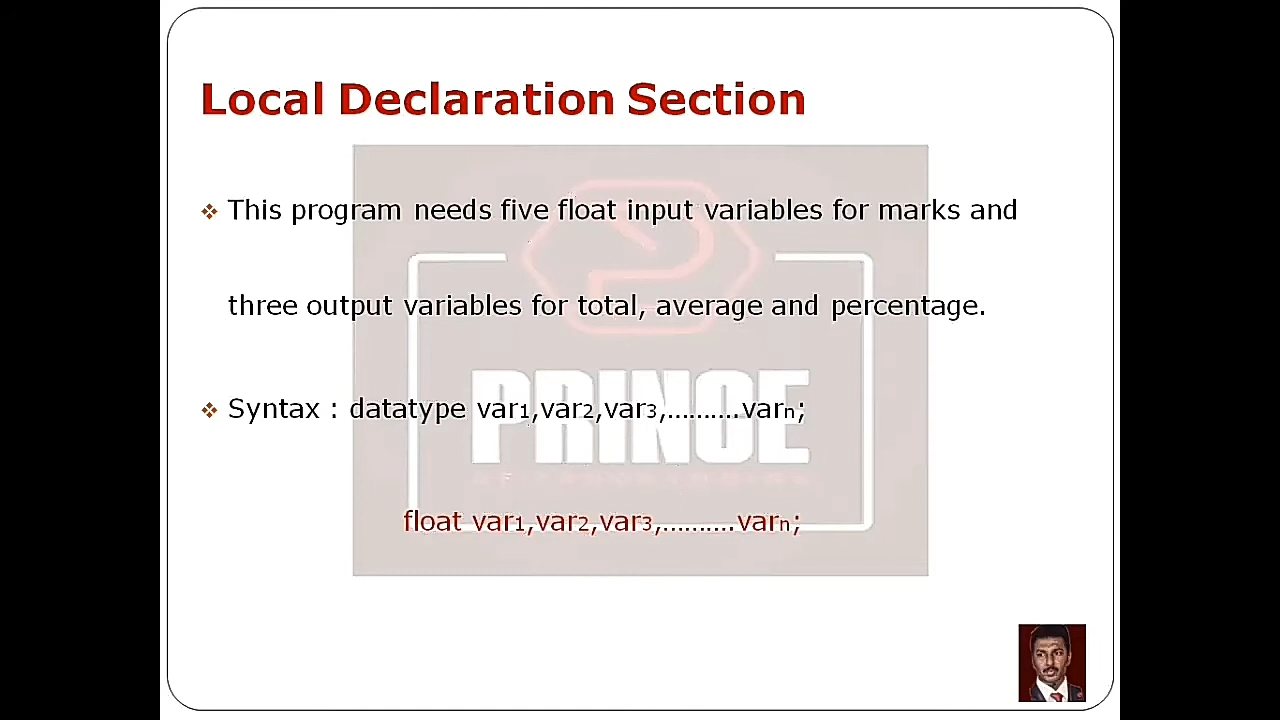 Local Declaration Section
❖ This program needs five float input variables for marks and
three output variables for total, average and percentage.
❖ Syntax : datatype var1,var2,var3,……….varn;
float var1,var2,var3,……….varn;
PRINCE